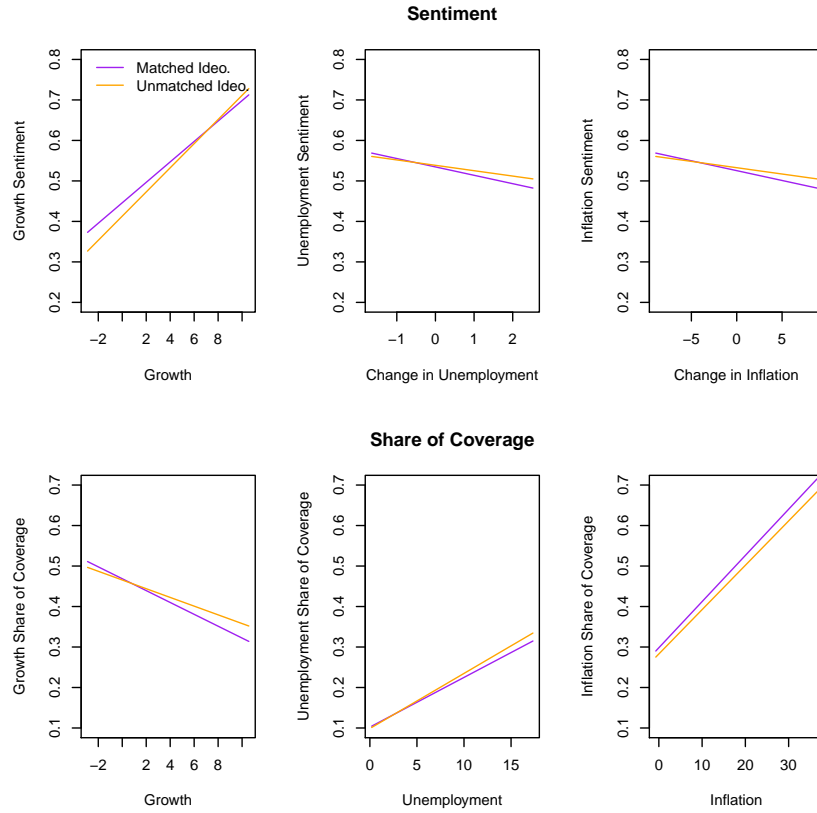 Sentiment
0.2 0.3 0.4 0.5 0.6 0.7 0.8
Growth Sentiment
Matched Ideo.
Unmatched Ideo.
−2 2 4 6 8
Growth
0.2 0.3 0.4 0.5 0.6 0.7 0.8
Unemployment Sentiment
−1 0 1 2
Change in Unemployment
0.2 0.3 0.4 0.5 0.6 0.7 0.8
Inflation Sentiment
−5 0 5
Change in Inflation
Share of Coverage
0.1 0.2 0.3 0.4 0.5 0.6 0.7
Growth Share of Coverage
−2 2 4 6 8
Growth
0.1 0.2 0.3 0.4 0.5 0.6 0.7
Unemployment Share of Coverage
0 5 10 15
Unemployment
0.1 0.2 0.3 0.4 0.5 0.6 0.7
Inflation Share of Coverage
0 10 20 30
Inflation